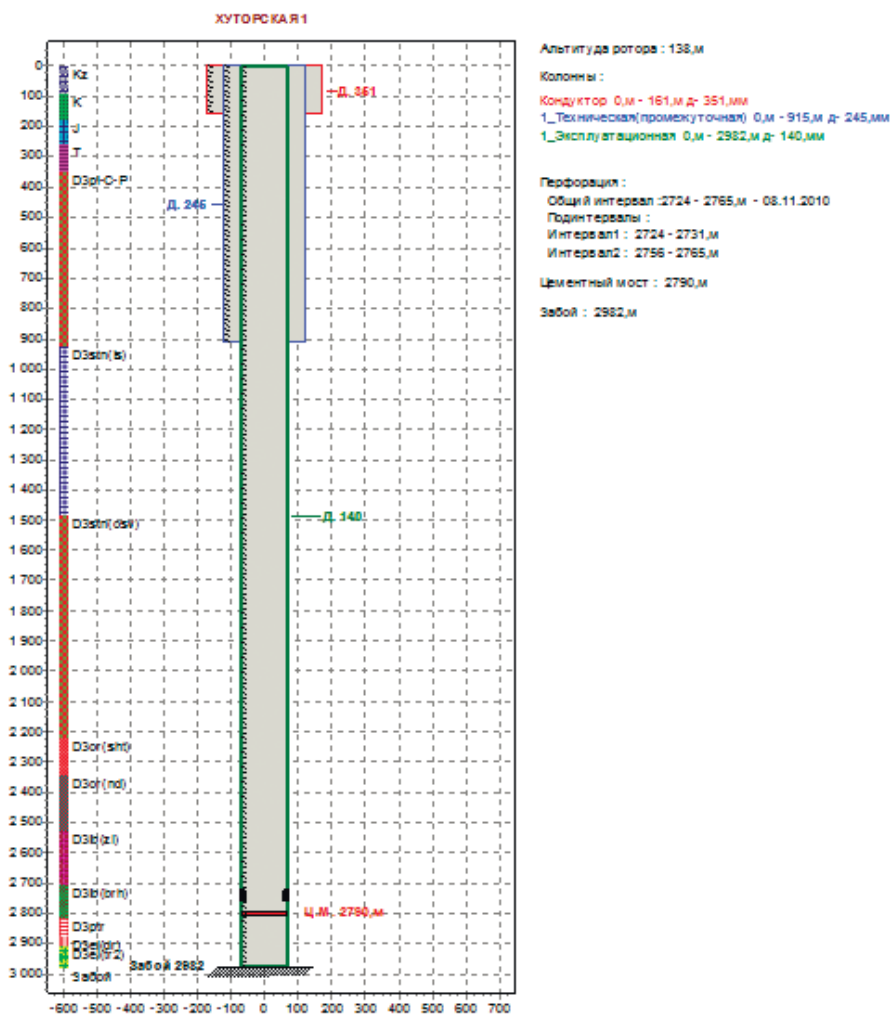 ХУТОРСКАЯ 1
Альтитуда ротора : 138,м
Колонны :
Кондуктор 0,м - 161,м д- 351,мм
1_Техническая(промежуточная) 0,м - 915,м д- 245,мм
1_Эксплуатационная 0,м - 2982,м д- 140,мм
Перфорация :
Общий интервал :2724 - 2765,м - 08.11.2010
Подинтервалы :
Интервал1 : 2724 - 2731,м
Интервал2 : 2756 - 2765,м
Цементный мост : 2790,м
Забой : 2982,м
0
100
200
300
400
500
600
700
800
900
1 000
1 100
1 200
1 300
1 400
1 500
1 600
1 700
1 800
1 900
2 000
2 100
2 200
2 300
2 400
2 500
2 600
2 700
2 800
2 900
3 000
Kz
K
J
T
D3pl-C-P
D3stn(ls)
D3stn(dsv)
D3or(sht)
D3or(nd)
D3lb(zl)
D3lb(brh)
D3ptr
Забой
Д. 351
Д. 245
Д. 140
Ц.М. 2790,м
Забой 2982
-600 -500 -400 -300 -200 -100 0 100 200 300 400 500 600 700